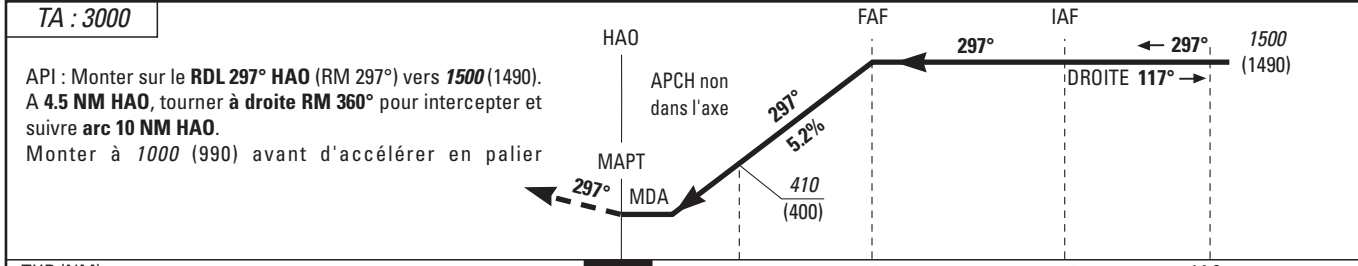 TA : 3000
API : Monter sur le RDL 297° HAO (RM 297°) vers 1500 (1490).
A 4.5 NM HAO, tourner à droite RM 360° pour intercepter et
suivre arc 10 NM HAO.
Monter à 1000 (990) avant d'accélérer en palier
HAO
FAF
IAF
APCH non
dans l'axe
297°
← 297°
1500
(1490)
DROITE 117° →
297°
5.2%
MAPT
297°
MDA
410
(400)